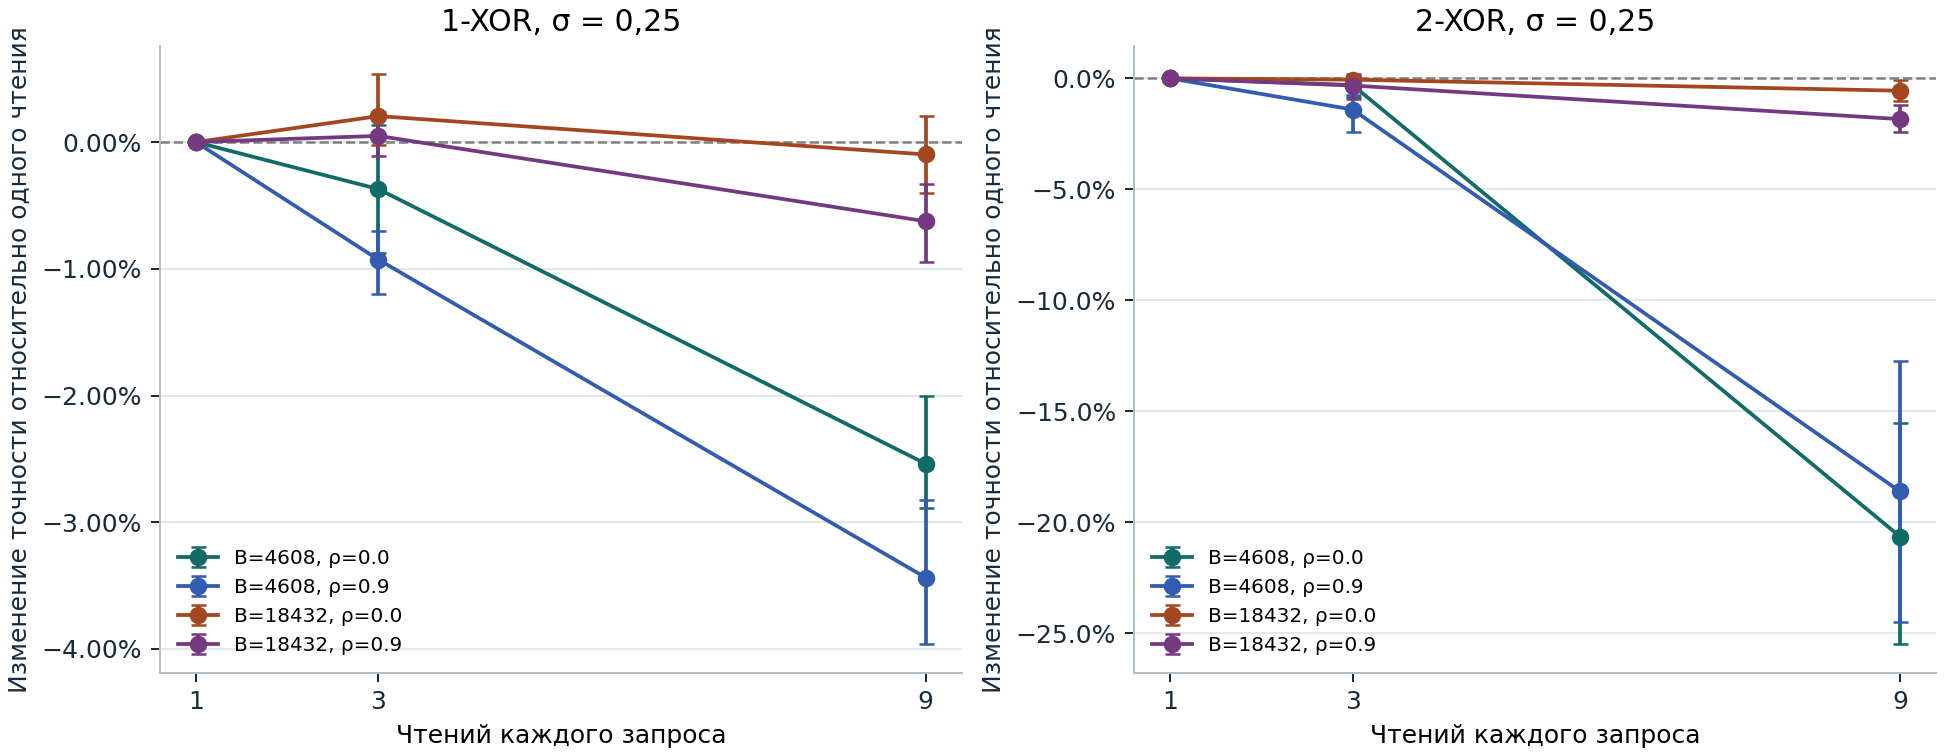 1-XOR, σ = 0,25
Изменение точности относительно одного чтения
0.00%
−1.00%
−2.00%
−3.00%
−4.00%
B=4608, ρ=0.0
B=4608, ρ=0.9
B=18432, ρ=0.0
B=18432, ρ=0.9
1 3 9
Чтений каждого запроса
2-XOR, σ = 0,25
Изменение точности относительно одного чтения
0.0%
−5.0%
−10.0%
−15.0%
−20.0%
−25.0%
B=4608, ρ=0.0
B=4608, ρ=0.9
B=18432, ρ=0.0
B=18432, ρ=0.9
1 3 9
Чтений каждого запроса